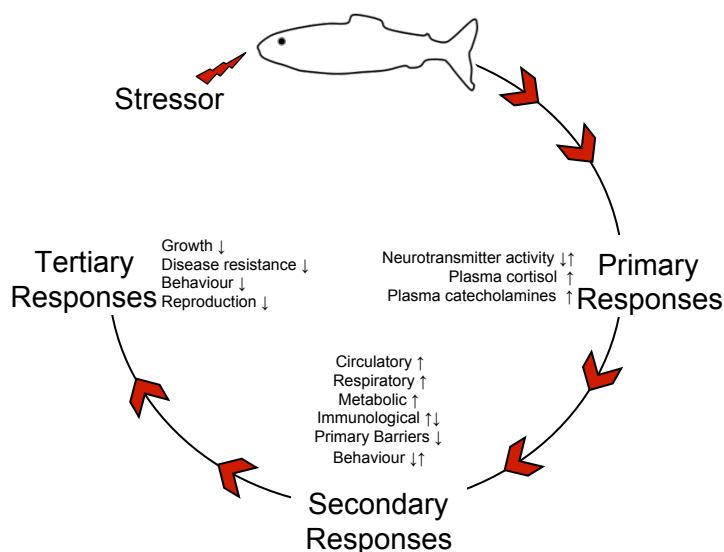 Stressor
Neurotransmitter activity ↓↑
Plasma cortisol ↑
Plasma catecholamines ↑
Primary
Responses
Circulatory ↑
Respiratory ↑
Metabolic ↑
Immunological ↑↓
Primary Barriers ↓
Behaviour ↓↑
Secondary
Responses
Tertiary
Responses
Growth ↓
Disease resistance ↓
Behaviour ↓
Reproduction ↓